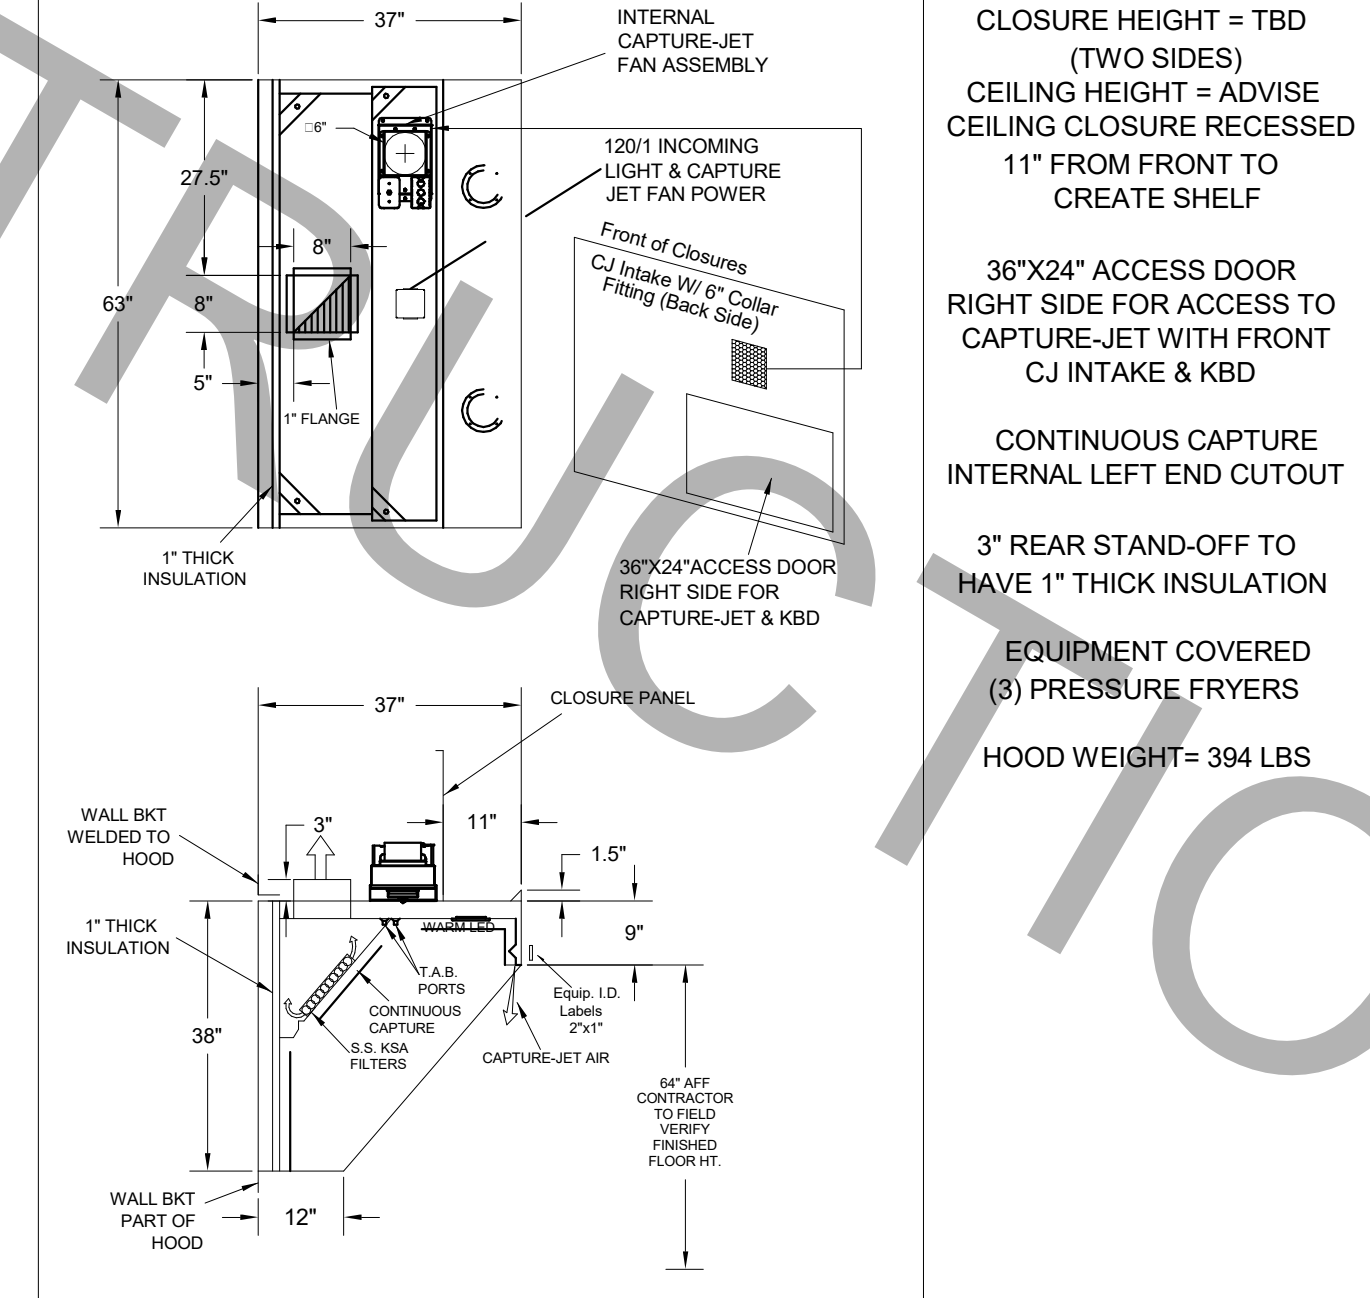 37"
INTERNAL
CAPTURE-JET
FAN ASSEMBLY
□6"
120/1 INCOMING
LIGHT & CAPTURE
JET FAN POWER
27.5"
8"
63"
8"
5"
1" FLANGE
Front of Closures
CJ Intake W/ 6" Collar
Fitting (Back Side)
1" THICK
INSULATION
36"X24"ACCESS DOOR
RIGHT SIDE FOR
CAPTURE-JET & KBD
37"
CLOSURE PANEL
WALL BKT
WELDED TO
HOOD
3"
11"
1.5"
1" THICK
INSULATION
WARM LED
9"
T.A.B.
PORTS
CONTINUOUS
CAPTURE
S.S. KSA
FILTERS
Equip. I.D.
Labels
2"x1"
CAPTURE-JET AIR
38"
64" AFF
CONTRACTOR
TO FIELD
VERIFY
FINISHED
FLOOR HT.
WALL BKT
PART OF
HOOD
12"
CLOSURE HEIGHT = TBD
(TWO SIDES)
CEILING HEIGHT = ADVISE
CEILING CLOSURE RECESSED
11" FROM FRONT TO
CREATE SHELF
36"X24" ACCESS DOOR
RIGHT SIDE FOR ACCESS TO
CAPTURE-JET WITH FRONT
CJ INTAKE & KBD
CONTINUOUS CAPTURE
INTERNAL LEFT END CUTOUT
3" REAR STAND-OFF TO
HAVE 1" THICK INSULATION
EQUIPMENT COVERED
(3) PRESSURE FRYERS
HOOD WEIGHT= 394 LBS
TRUCTIO